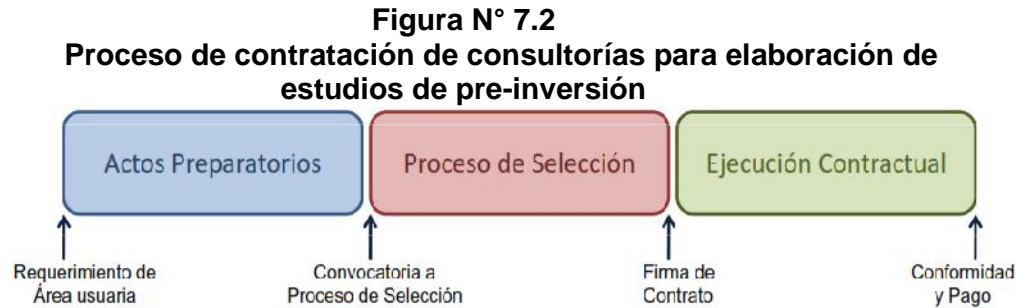 Figura N° 7.2
Proceso de contratación de consultorías para elaboración de
estudios de pre-inversión
Actos Preparatorios
Proceso de Selección
Ejecución Contractual
Requerimiento de
Área usuaria
Convocatoria a
Proceso de Selección
Firma de
Contrato
Conformidad
y Pago